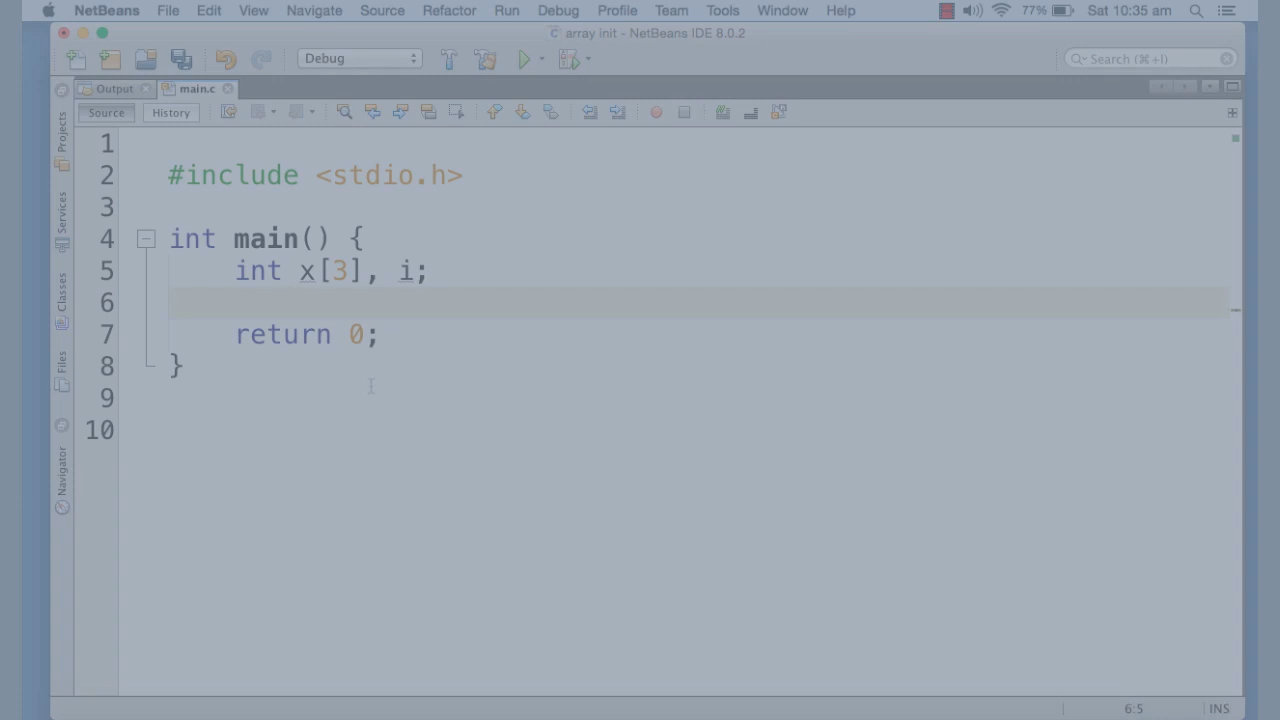 NetBeans File Edit View Navigate Source Refactor Run Debug Profile Team Tools Window Help 77% Sat 10:35 am
array init - NetBeans IDE 8.0.2
Debug Search (⌘+I)
Output main.c
Source History
Projects
Services
Classes
Files
Navigator
1
2 #include <stdio.h>
3
4 int main() {
5 int x[3], i;
6
7 return 0;
8 }
9
10
6:5 INS